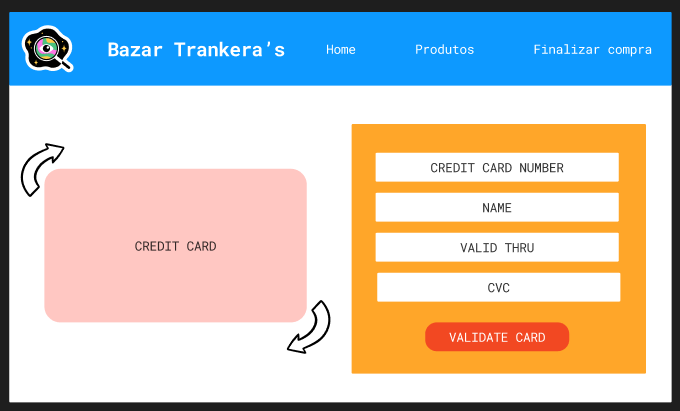 Bazar Trankera’s
Home
Produtos
Finalizar compra
CREDIT CARD
CREDIT CARD NUMBER
NAME
VALID THRU
CVC
VALIDATE CARD